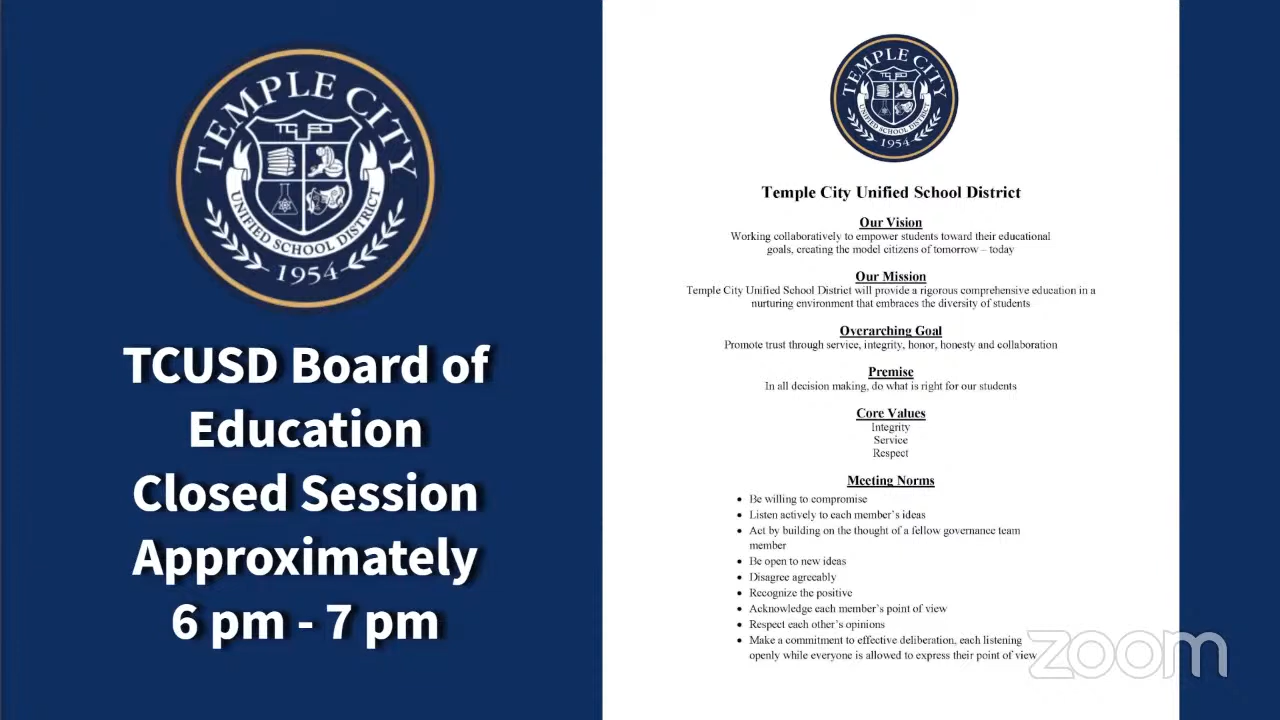 TEMPLE CITY
TCUSD
UNIFIED SCHOOL DISTRICT
1954
TCUSD Board of
Education
Closed Session
Approximately
6 pm - 7 pm
TEMPLE CITY
UNIFIED SCHOOL DISTRICT
1954
Temple City Unified School District
Our Vision
Working collaboratively to empower students toward their educational
goals, creating the model citizens of tomorrow – today
Our Mission
Temple City Unified School District will provide a rigorous comprehensive education in a
nurturing environment that embraces the diversity of students
Overarching Goal
Promote trust through service, integrity, honor, honesty and collaboration
Premise
In all decision making, do what is right for our students
Core Values
Integrity
Service
Respect
Meeting Norms
• Be willing to compromise
• Listen actively to each member's ideas
• Act by building on the thought of a fellow governance team
member
• Be open to new ideas
• Disagree agreeably
• Recognize the positive
• Acknowledge each member's point of view
• Respect each other's opinions
• Make a commitment to effective deliberation, each listening
openly while everyone is allowed to express their point of view
zoom